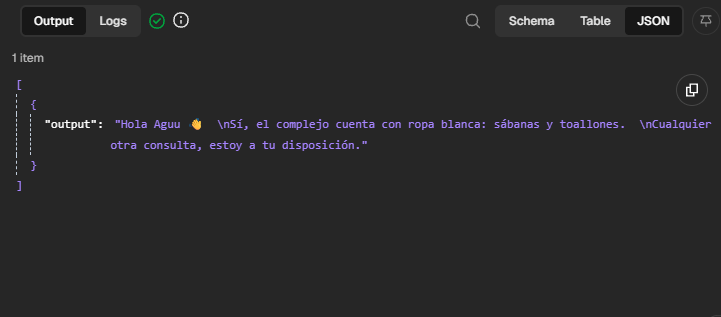 Output Logs Schema Table JSON
1 item
[
{
"output": "Hola Aguu 👋 \nSí, el complejo cuenta con ropa blanca: sábanas y toallones. \nCualquier
otra consulta, estoy a tu disposición."
}
]